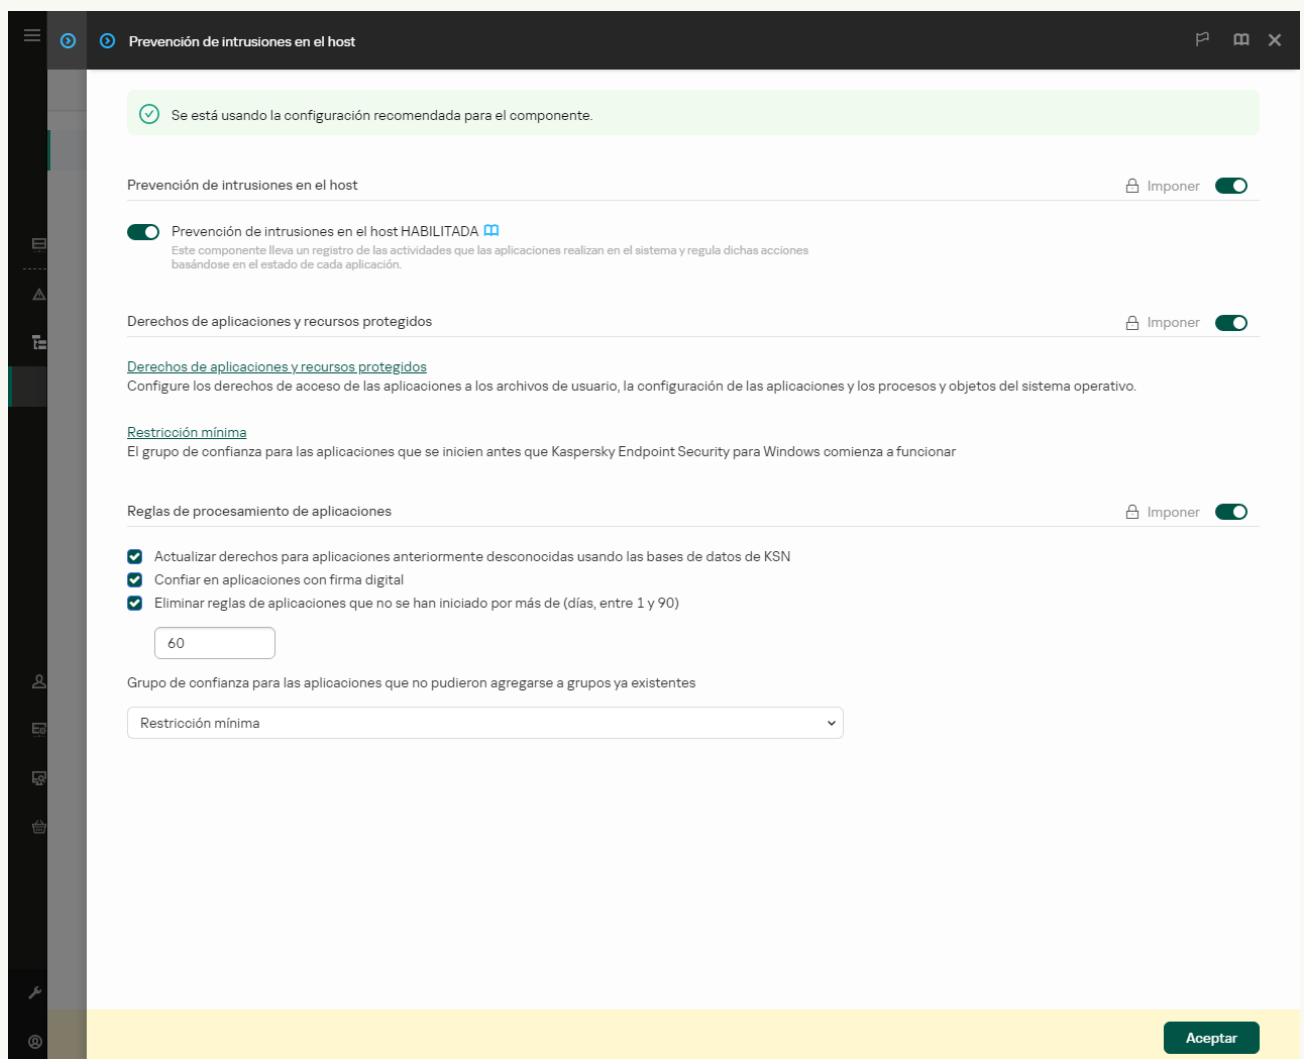 Prevención de intrusiones en el host
Se está usando la configuración recomendada para el componente.
Prevención de intrusiones en el host
Imponer
Prevención de intrusiones en el host HABILITADA
Este componente lleva un registro de las actividades que las aplicaciones realizan en el sistema y regula dichas acciones
basándose en el estado de cada aplicación.
Derechos de aplicaciones y recursos protegidos
Imponer
Derechos de aplicaciones y recursos protegidos
Configure los derechos de acceso de las aplicaciones a los archivos de usuario, la configuración de las aplicaciones y los procesos y objetos del sistema operativo.
Restricción mínima
El grupo de confianza para las aplicaciones que se inicien antes que Kaspersky Endpoint Security para Windows comienza a funcionar
Reglas de procesamiento de aplicaciones
Imponer
Actualizar derechos para aplicaciones anteriormente desconocidas usando las bases de datos de KSN
Confiar en aplicaciones con firma digital
Eliminar reglas de aplicaciones que no se han iniciado por más de (días, entre 1 y 90)
60
Grupo de confianza para las aplicaciones que no pudieron agregarse a grupos ya existentes
Restricción mínima
Aceptar